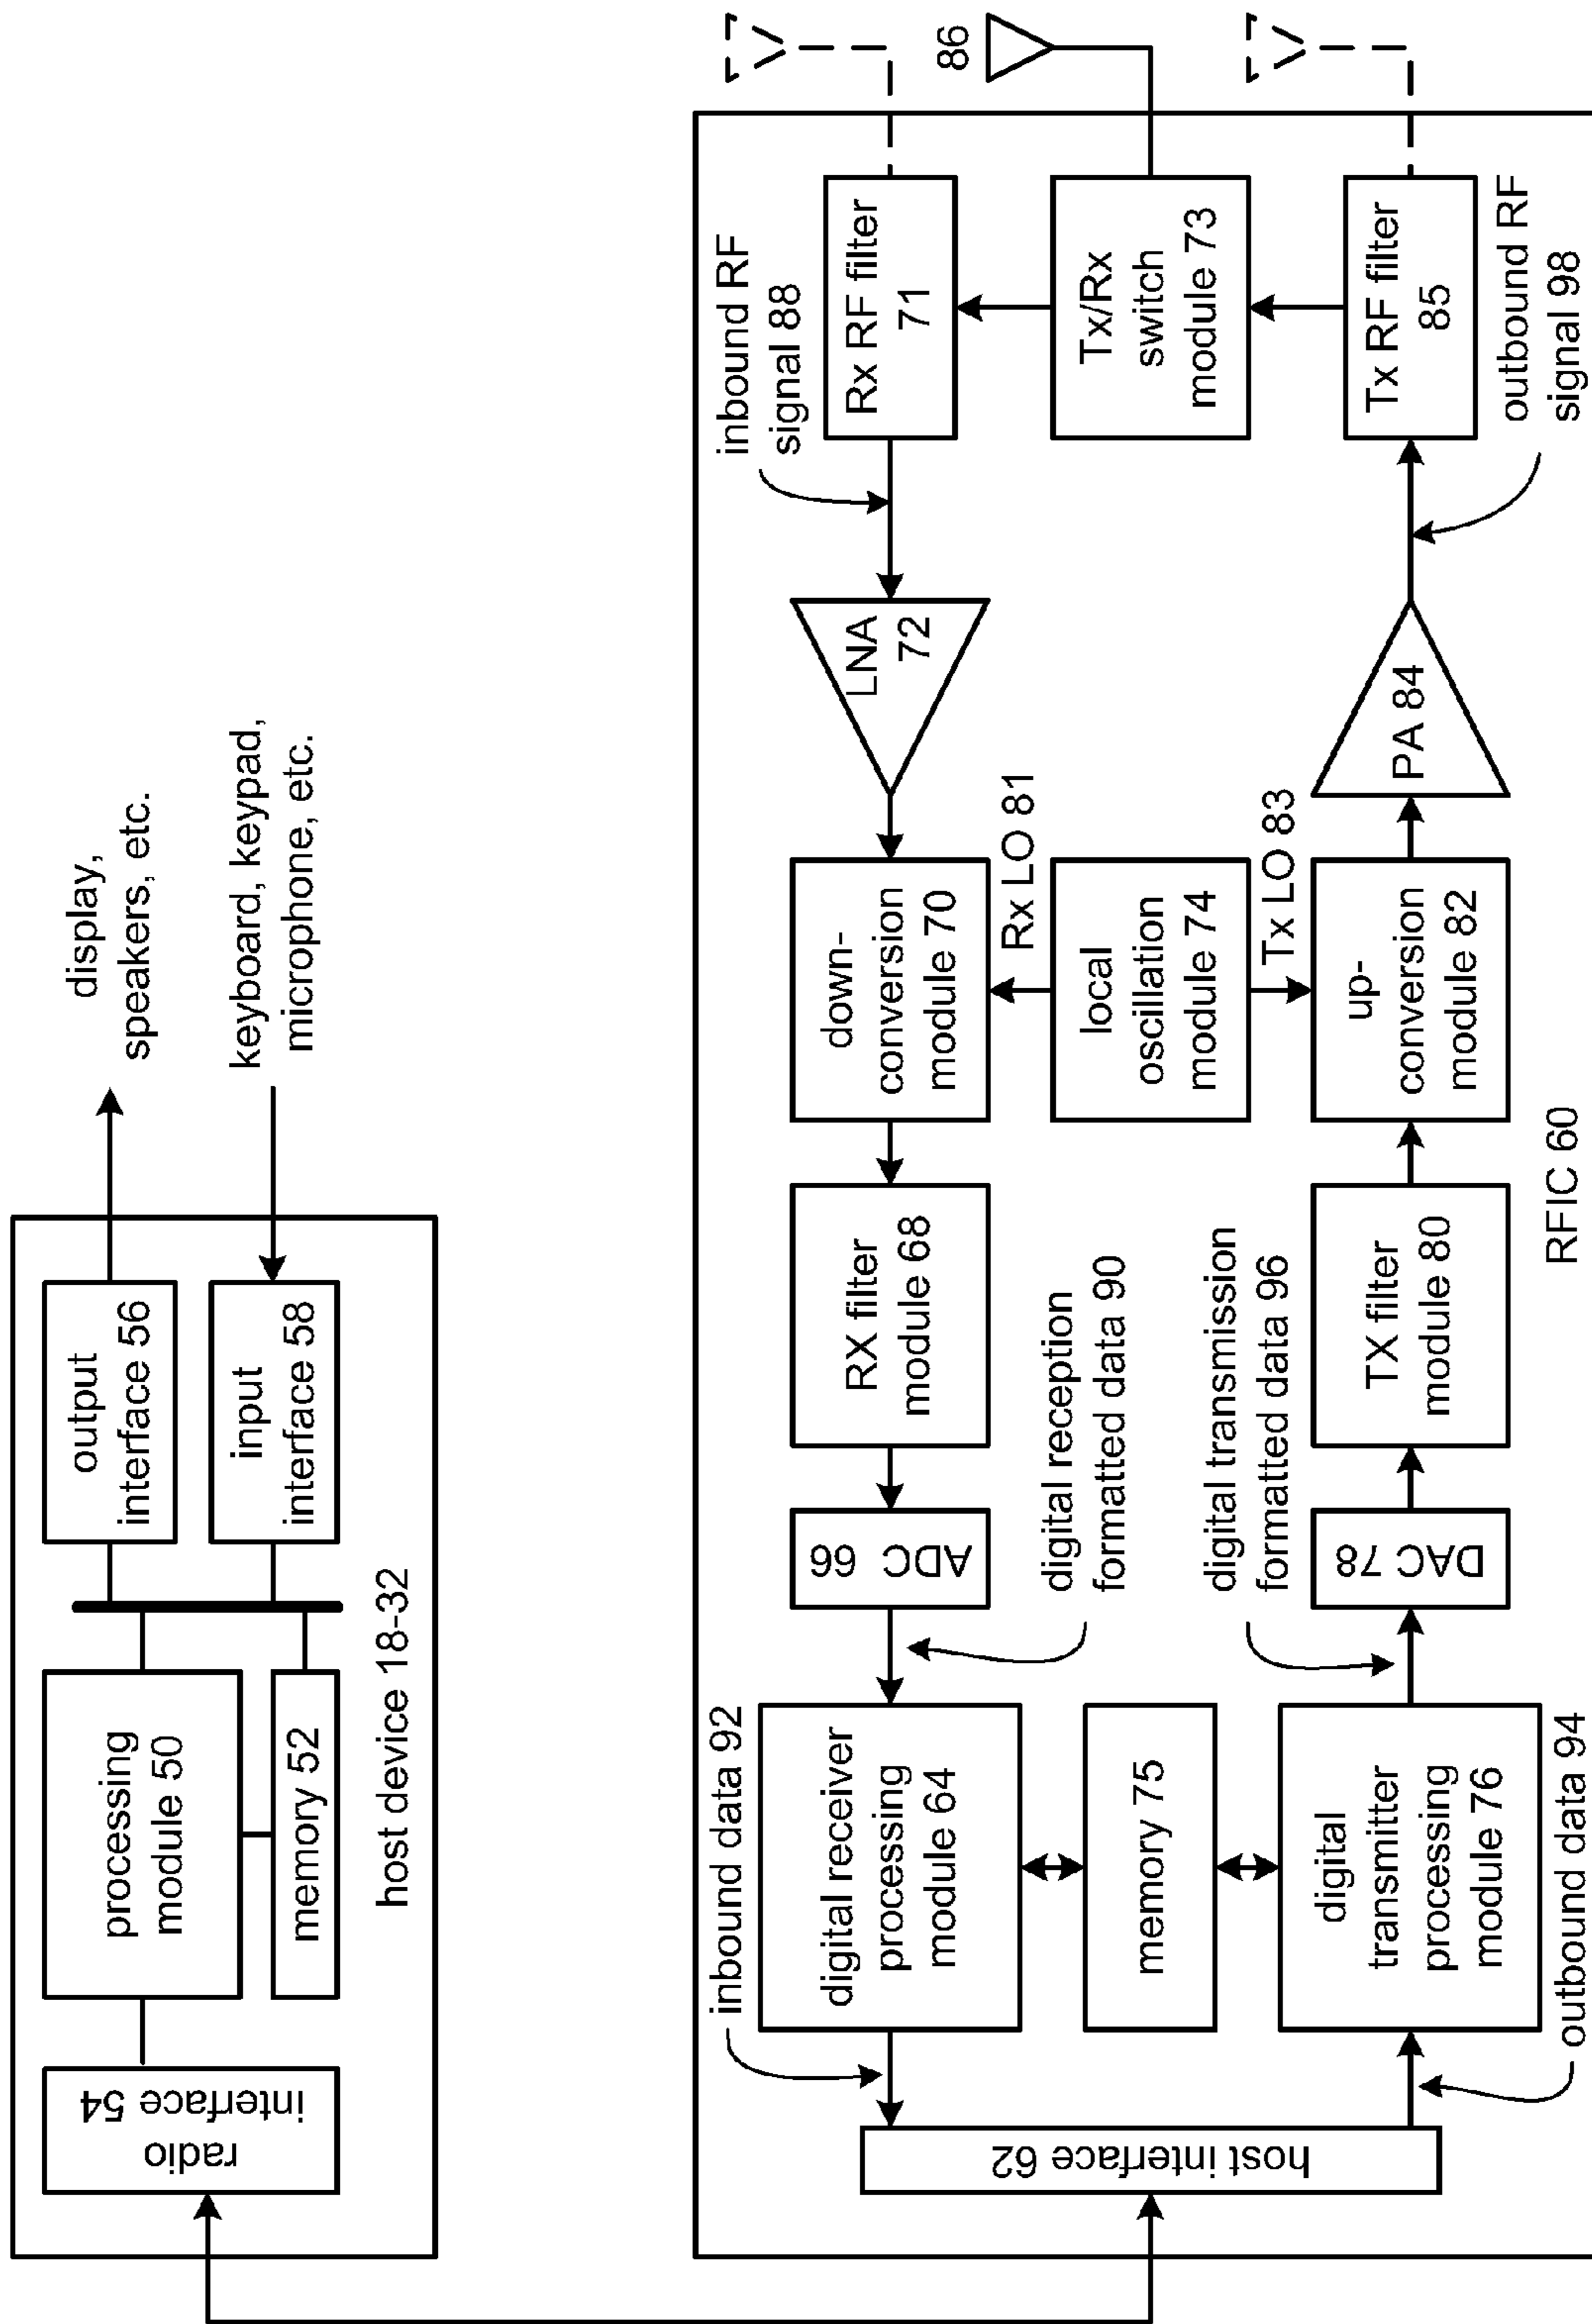 display,
speakers, etc.
keyboard, keypad,
microphone, etc.
output
interface 56
input
interface 58
processing
module 50
memory 52
radio
interface 54
host device 18-32
86
inbound RF
signal 88
Rx RF filter
71
LNA
72
down-
conversion
module 70
RX filter
module 68
ADC 66
digital reception
formatted data 90
inbound data 92
digital receiver
processing
module 64
Tx/Rx
switch
module 73
Rx LO 81
local
oscillation
module 74
Tx LO 83
memory 75
host interface 62
digital
transmitter
processing
module 76
outbound data 94
digital transmission
formatted data 96
DAC 78
TX filter
module 80
up-
conversion
module 82
PA 84
Tx RF filter
85
outbound RF
signal 98
RFIC 60